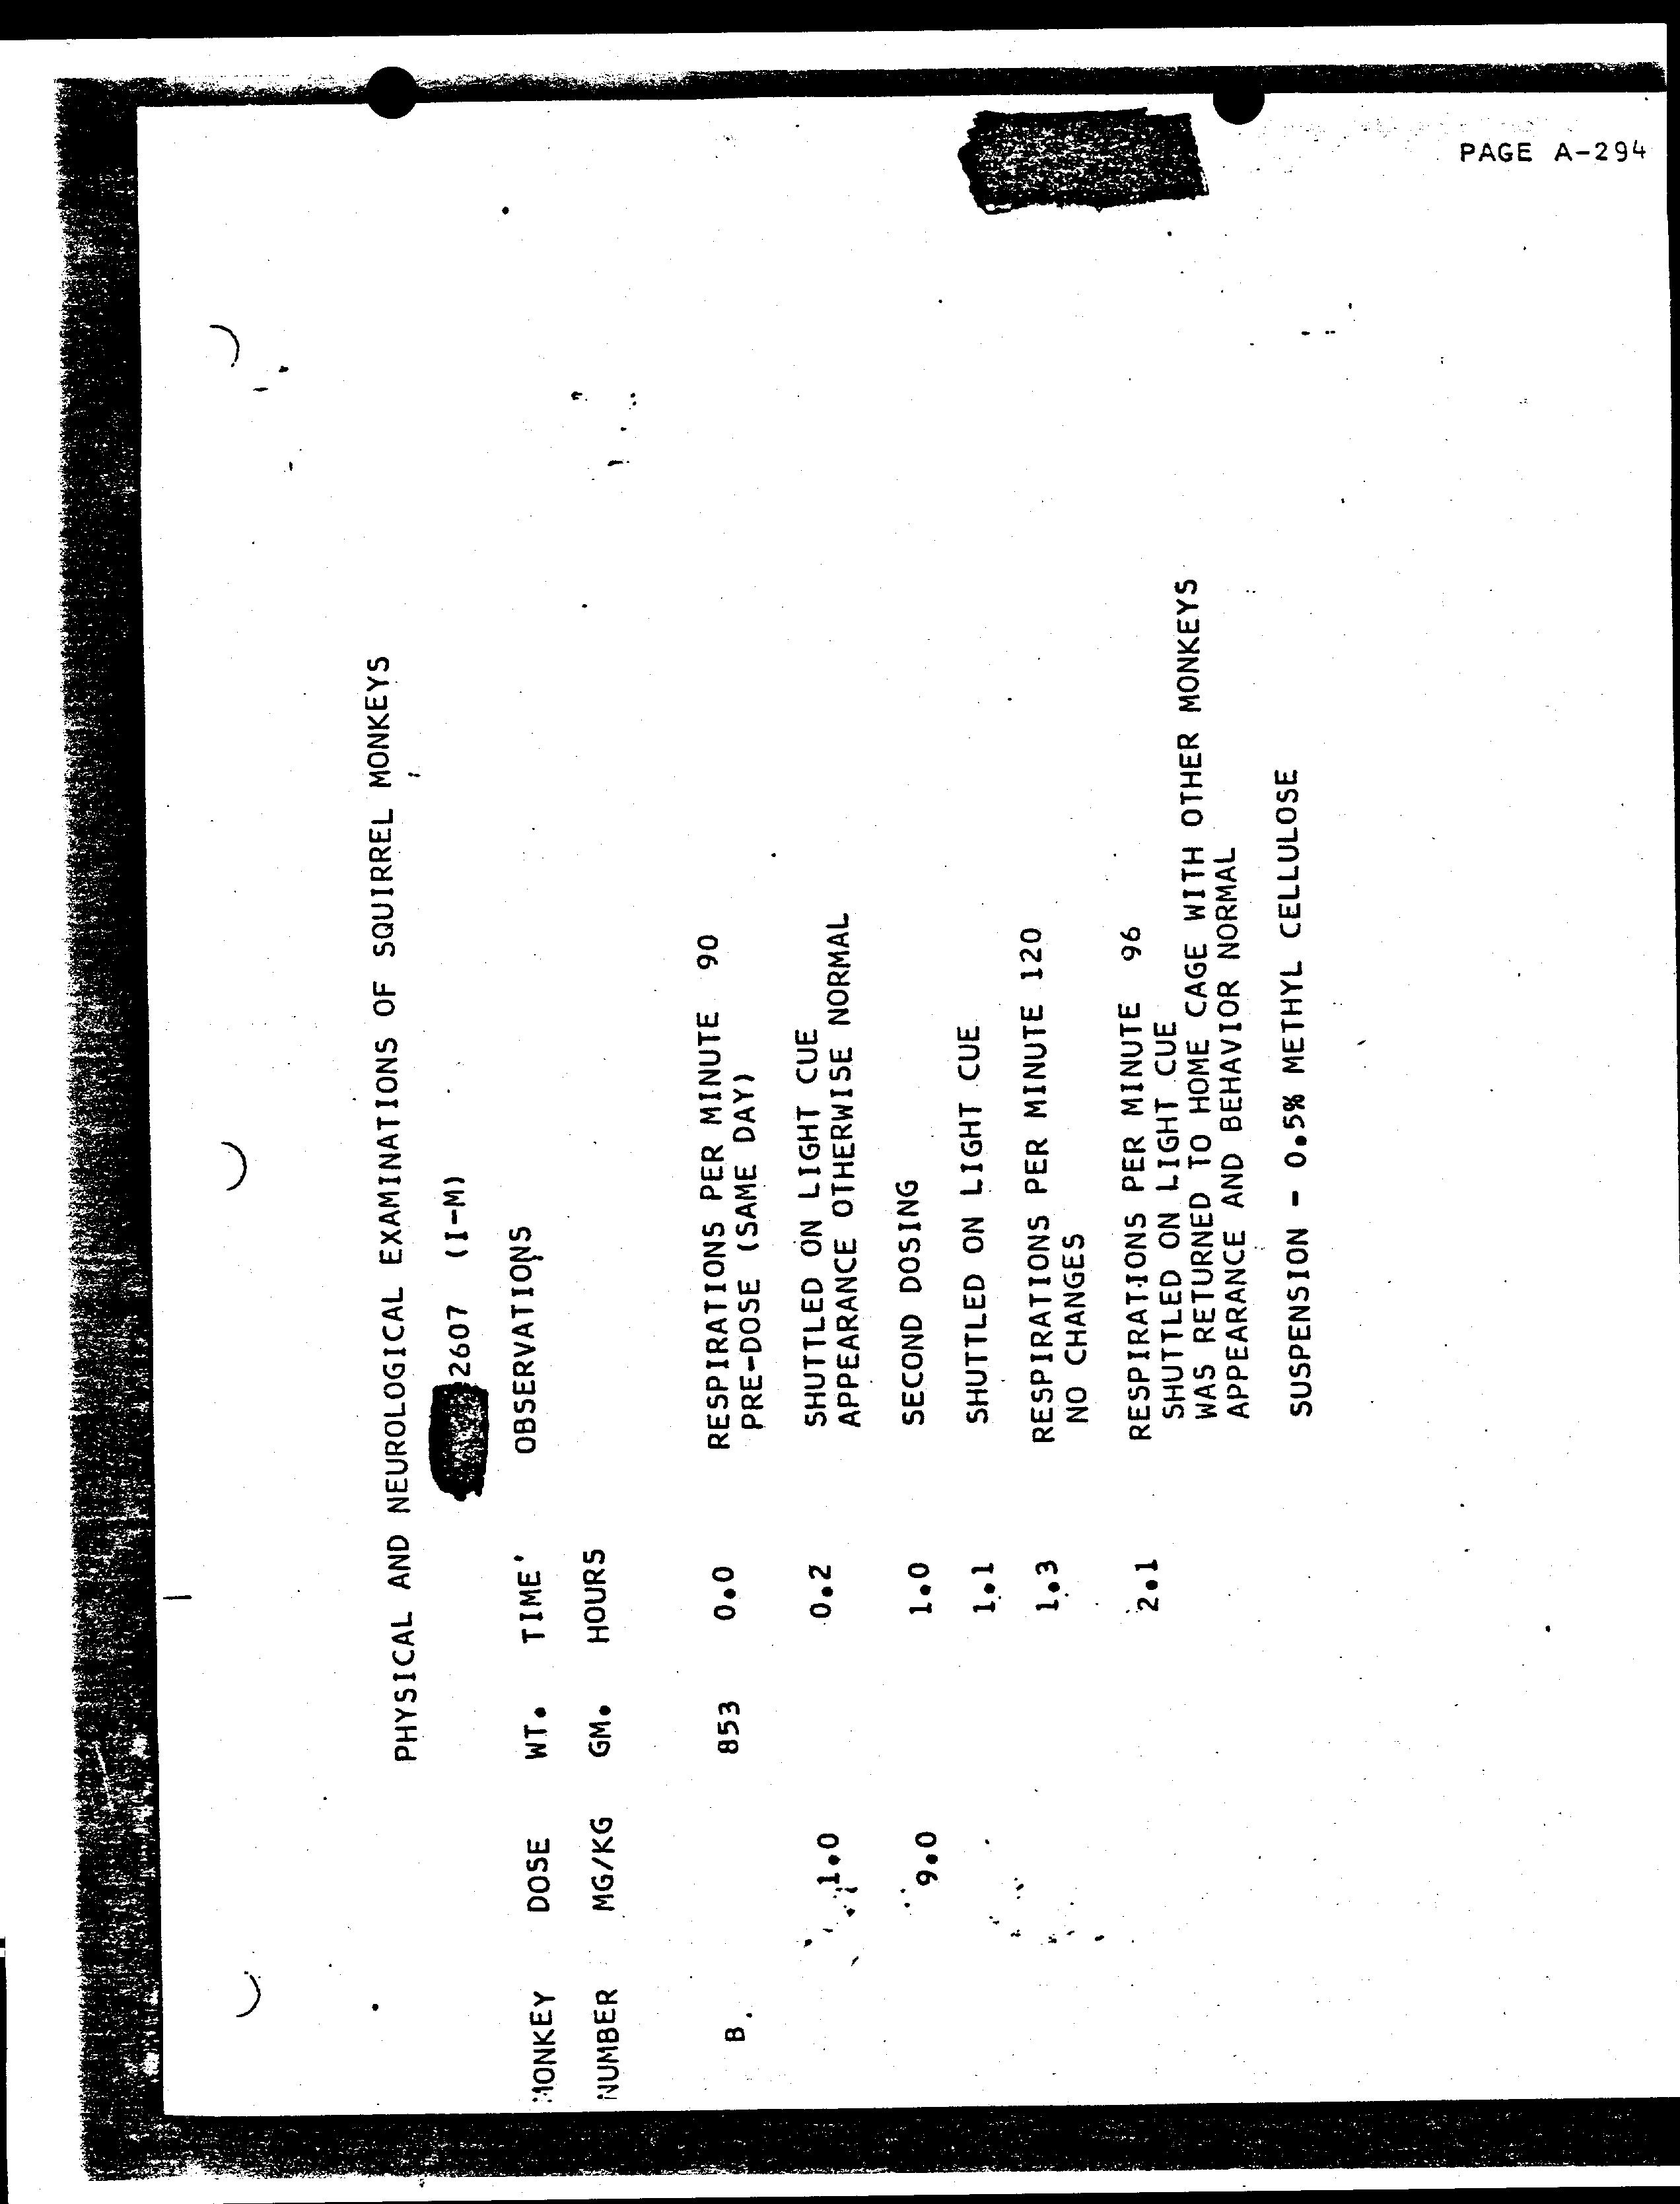 PAGE A-294
PHYSICAL AND NEUROLOGICAL EXAMINATIONS OF SQUIRREL MONKEYS
2607 (I-M)
MONKEY DOSE WT. TIME OBSERVATIONS
NUMBER MG/KG GM. HOURS
B. 853 0.0 RESPIRATIONS PER MINUTE 90
PRE-DOSE (SAME DAY)
1.0 0.2 SHUTTLED ON LIGHT CUE
APPEARANCE OTHERWISE NORMAL
9.0 1.0 SECOND DOSING
1.1 SHUTTLED ON LIGHT CUE
1.3 RESPIRATIONS PER MINUTE 120
NO CHANGES
2.1 RESPIRATIONS PER MINUTE 96
SHUTTLED ON LIGHT CUE
WAS RETURNED TO HOME CAGE WITH OTHER MONKEYS
APPEARANCE AND BEHAVIOR NORMAL
SUSPENSION - 0.5% METHYL CELLULOSE